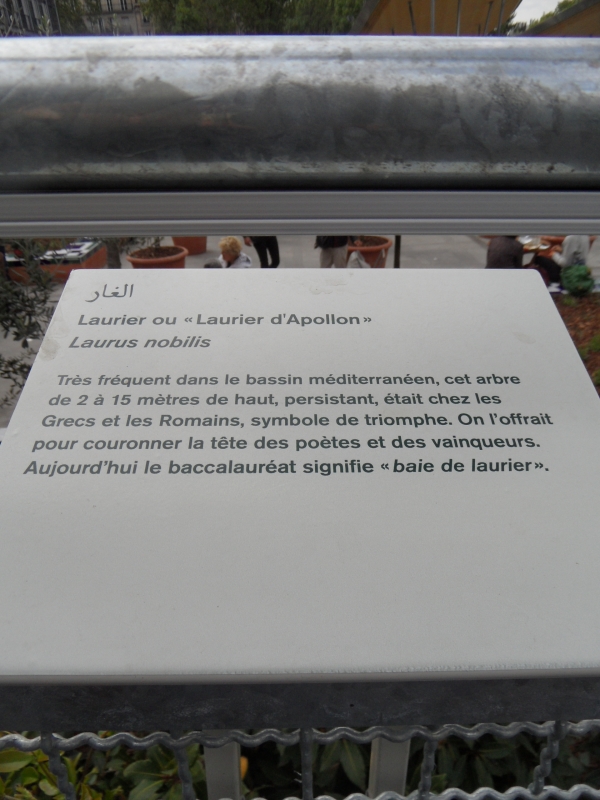 الغار
Laurier ou «Laurier d'Apollon»
Laurus nobilis
Très fréquent dans le bassin méditerranéen, cet arbre
de 2 à 15 mètres de haut, persistant, était chez les
Grecs et les Romains, symbole de triomphe. On l'offrait
pour couronner la tête des poètes et des vainqueurs.
Aujourd'hui le baccalauréat signifie «baie de laurier».